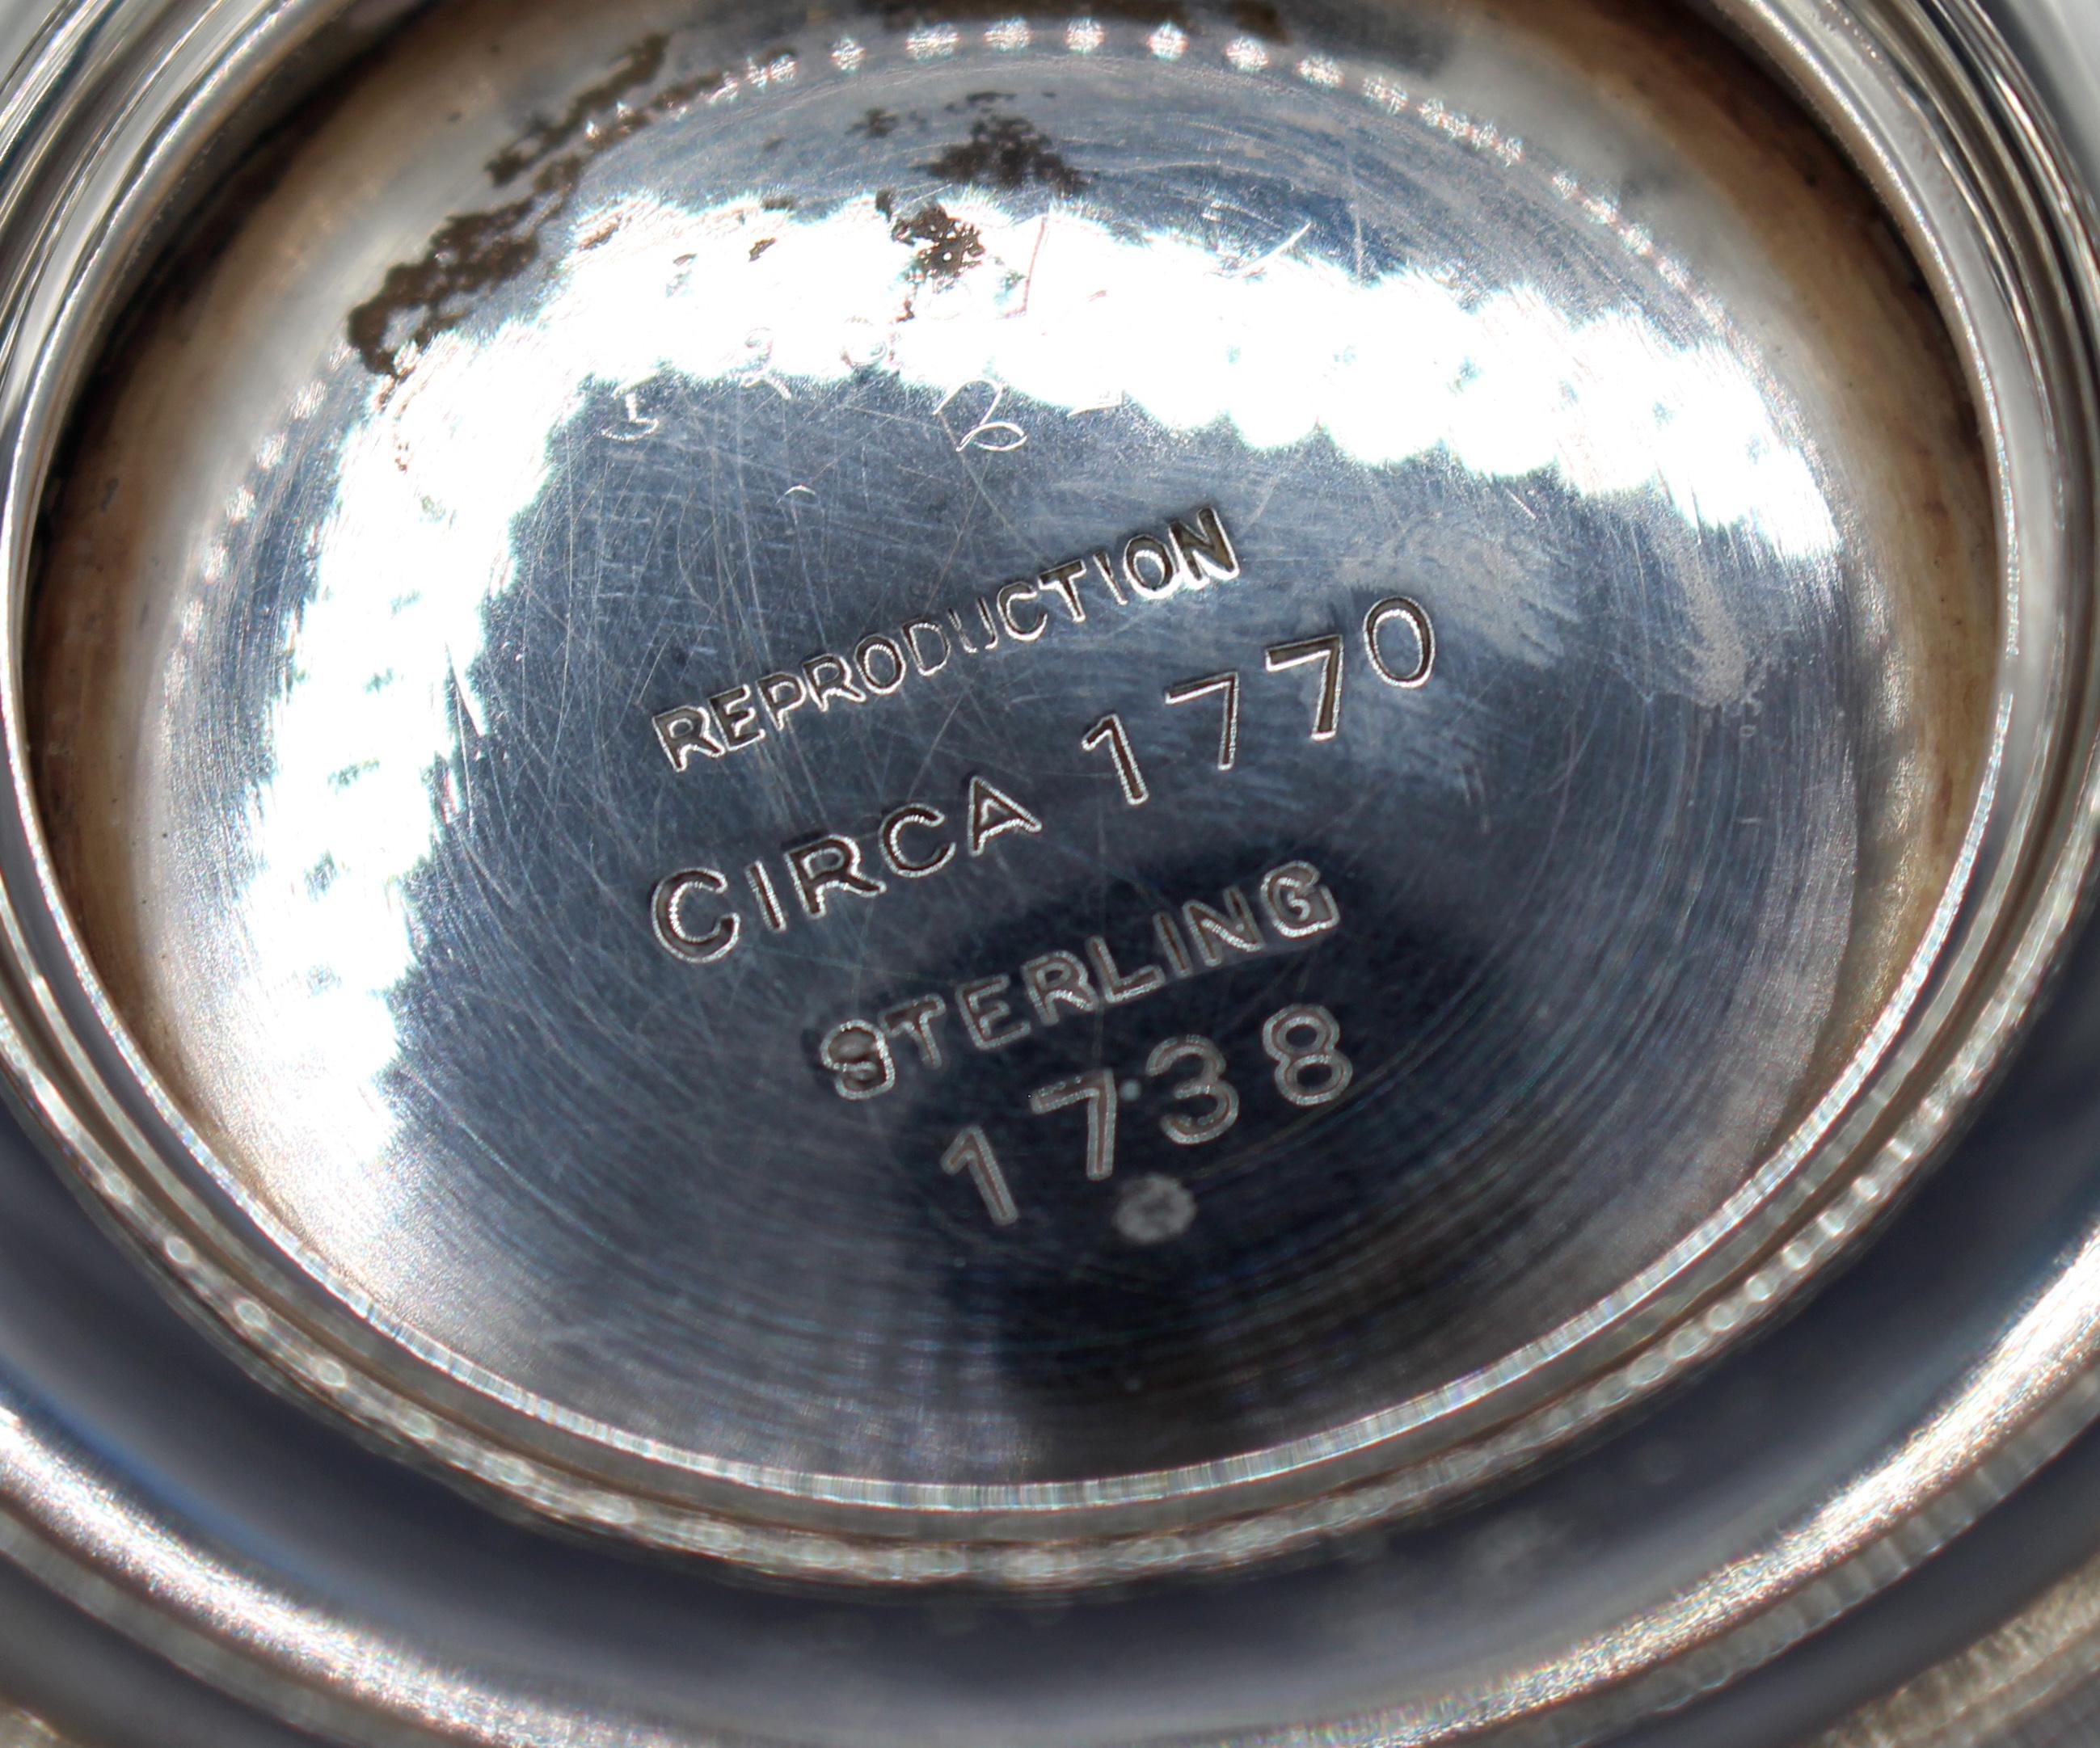 REPRODUCTION
CIRCA 1770
STERLING
1738